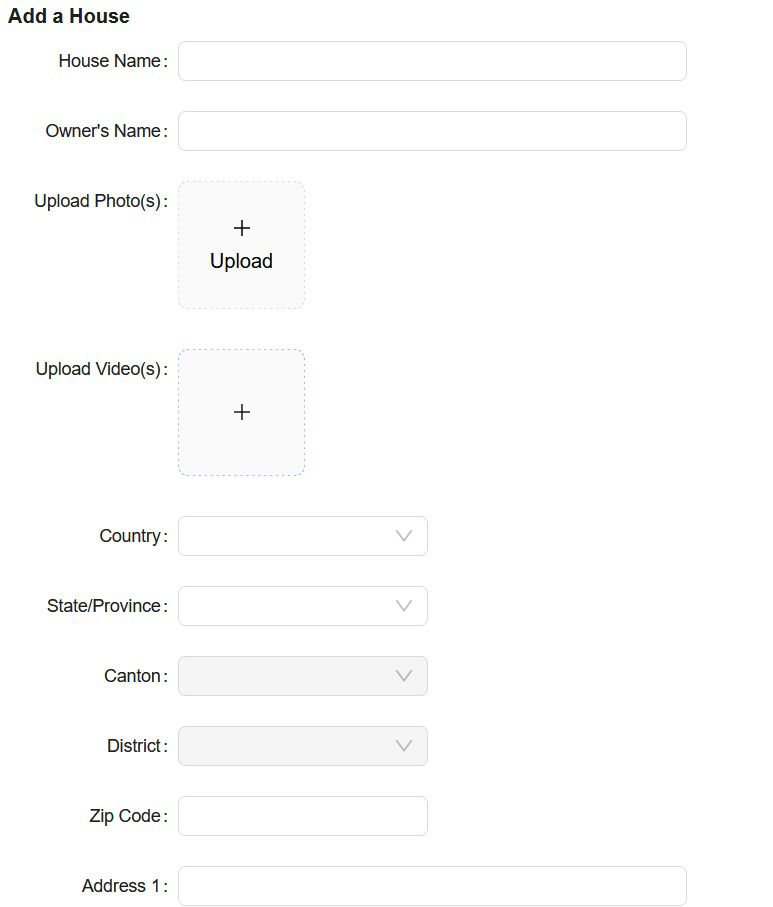 Add a House
House Name:
Owner's Name:
Upload Photo(s):
Upload
Upload Video(s):
Country:
State/Province:
Canton:
District:
Zip Code:
Address 1: